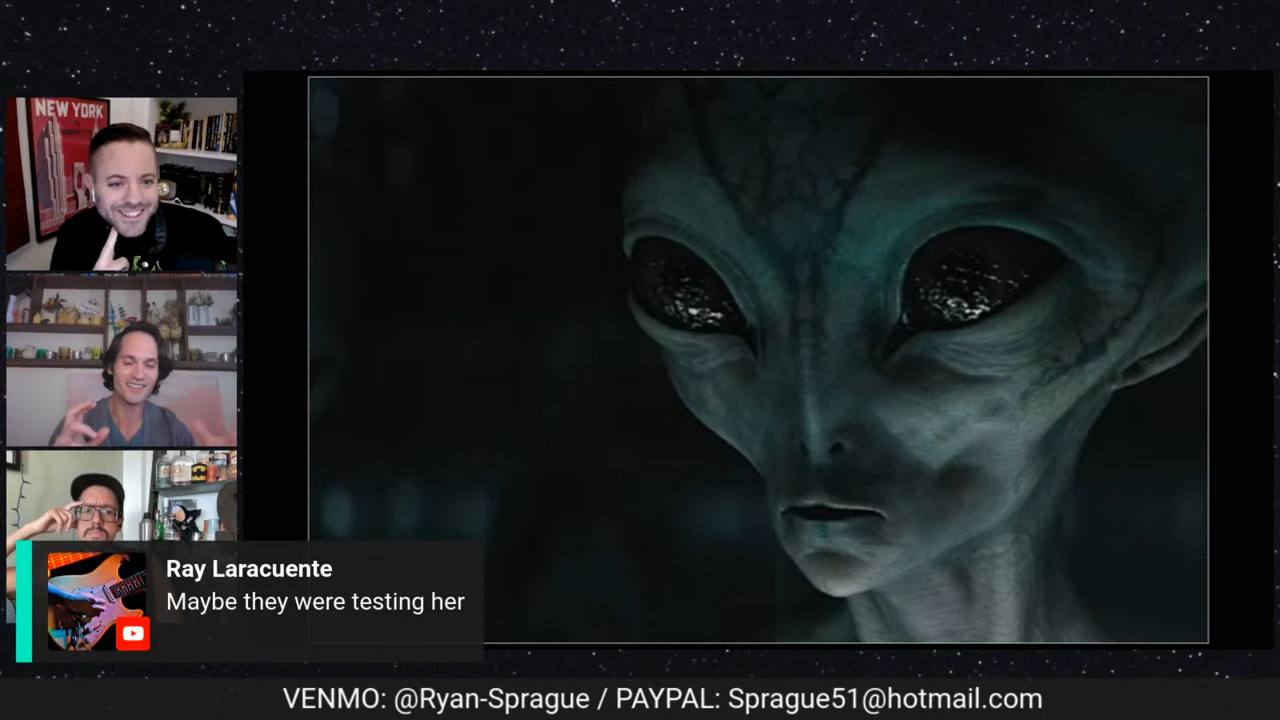 NEW YORK
Ray Laracuente
Maybe they were testing her
VENMO: @Ryan-Sprague / PAYPAL: Sprague51@hotmail.com